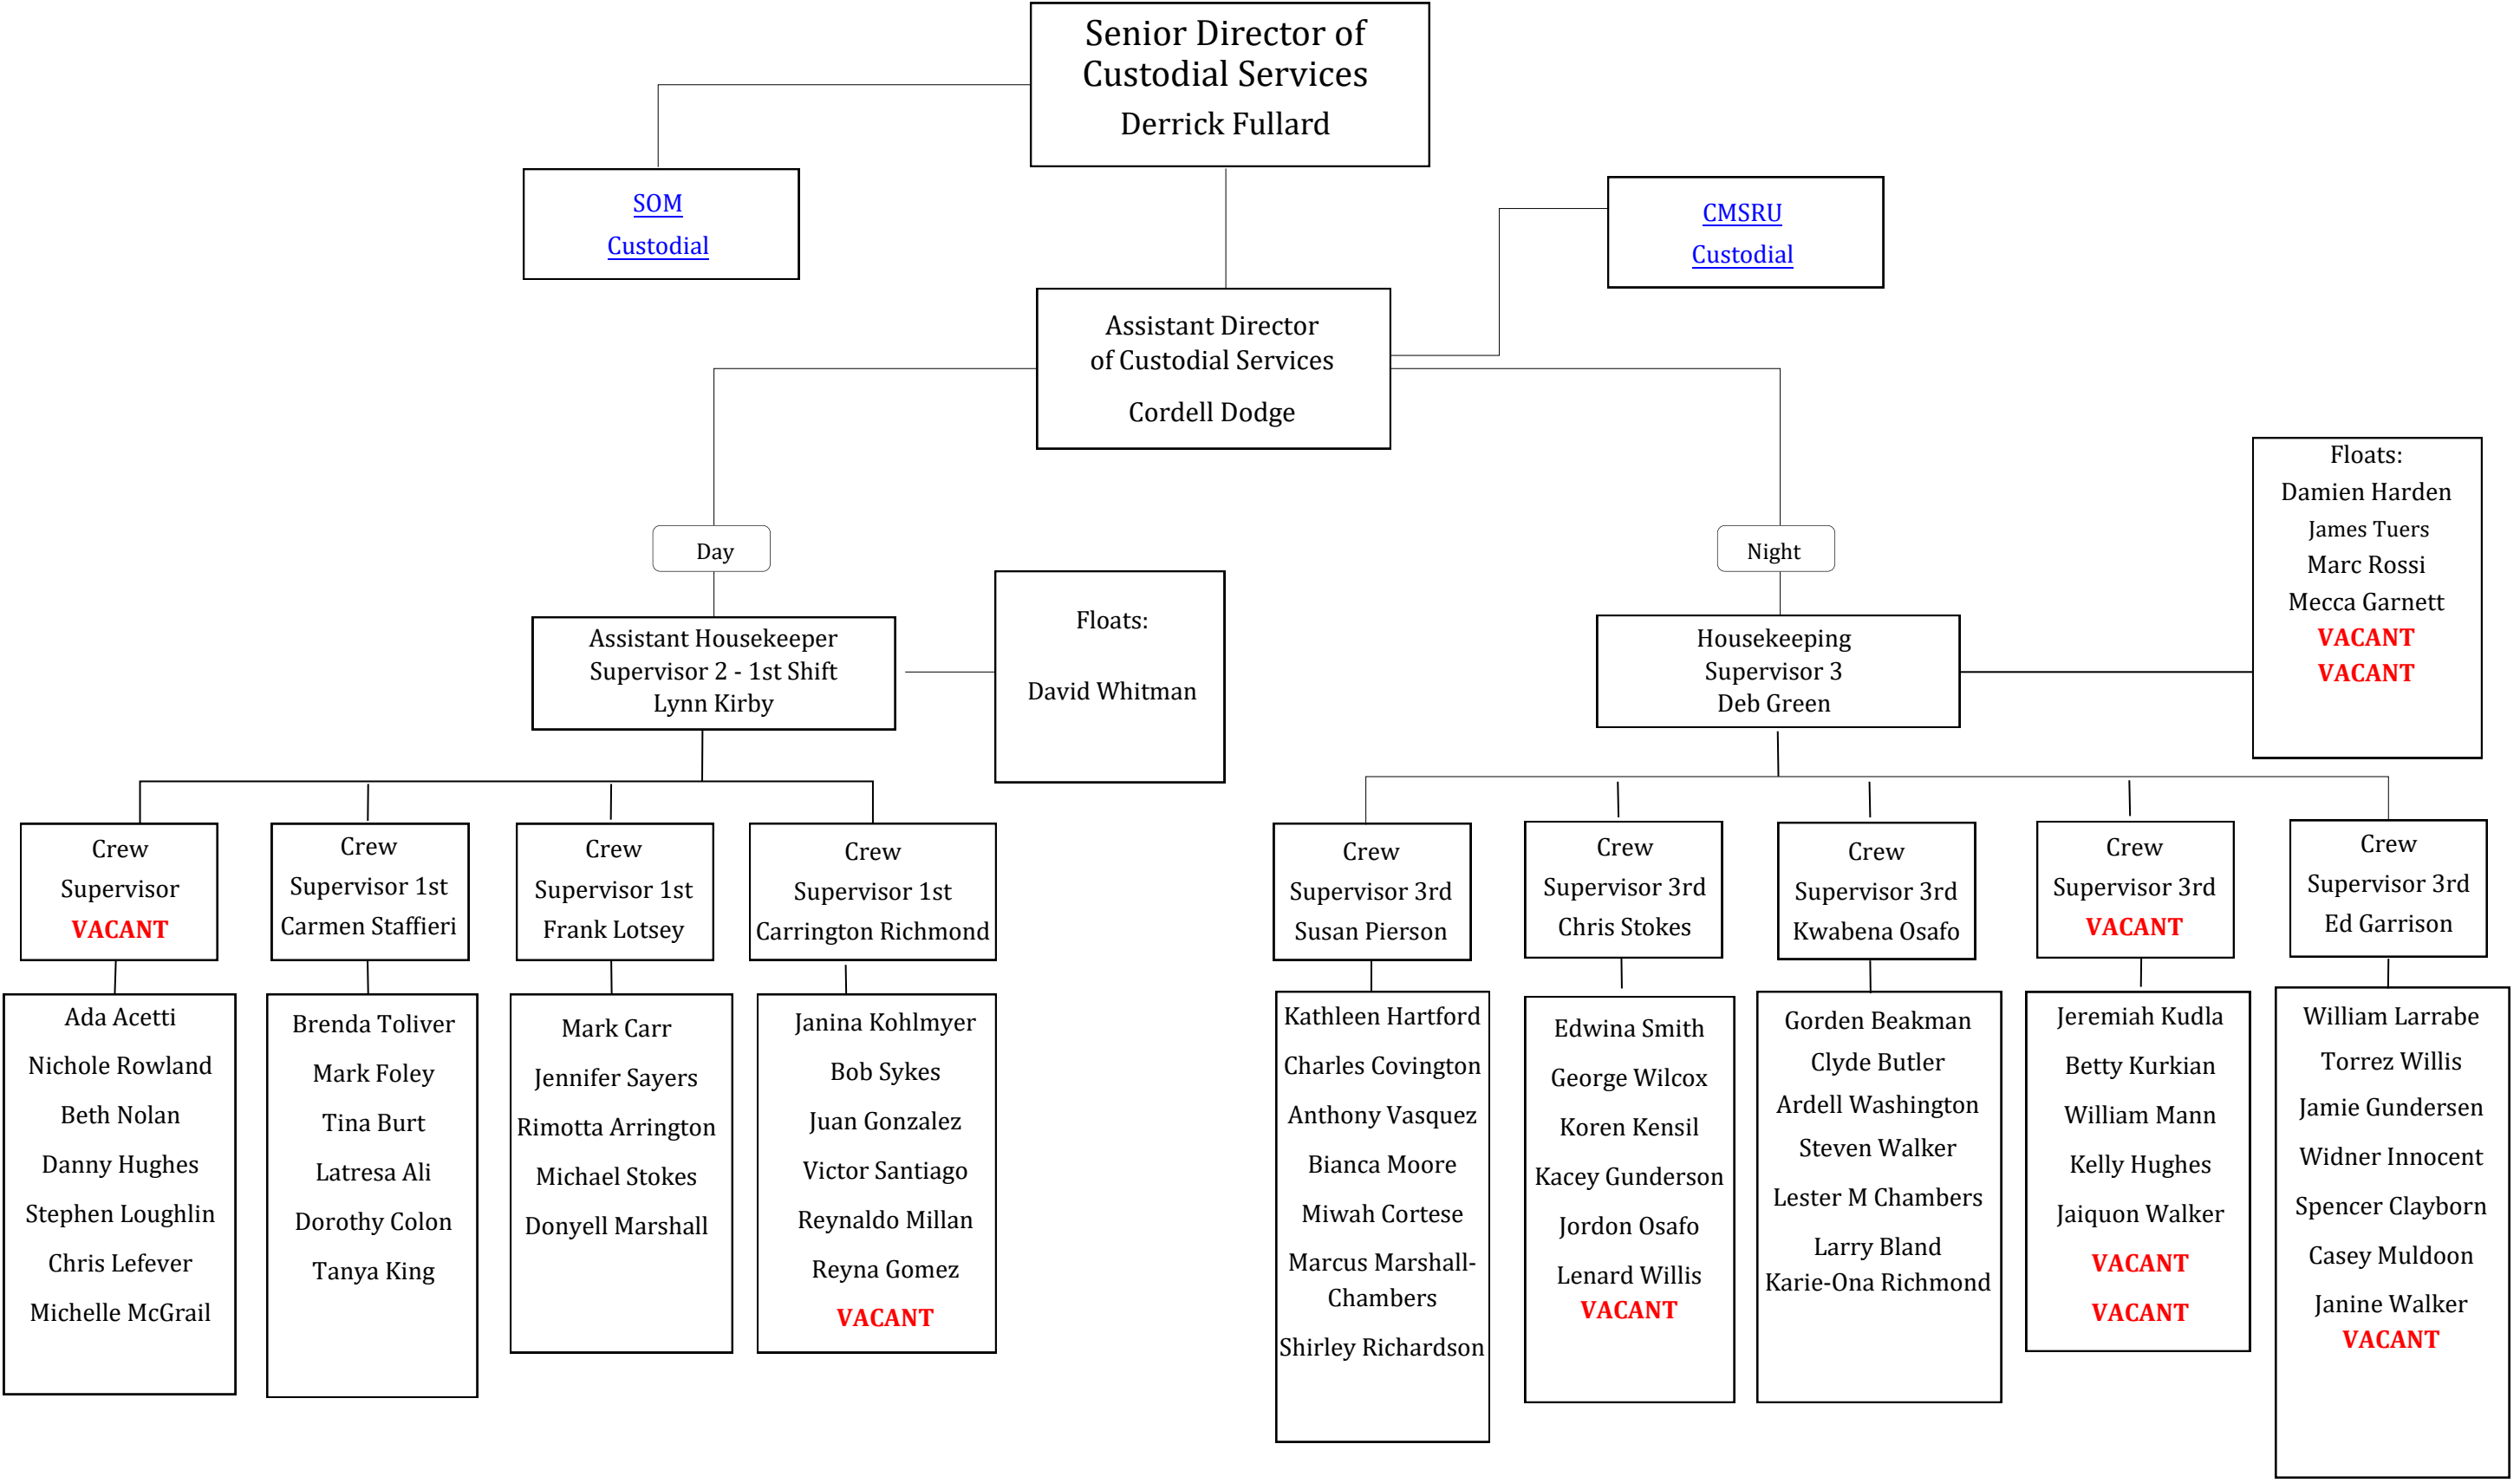 Senior Director of
Custodial Services
Derrick Fullard
SOM
Custodial
CMSRU
Custodial
Assistant Director
of Custodial Services
Cordell Dodge
Day
Night
Floats:
David Whitman
Floats:
Damien Harden
James Tuers
Marc Rossi
Mecca Garnett
VACANT
VACANT
Assistant Housekeeper
Supervisor 2 - 1st Shift
Lynn Kirby
Housekeeping
Supervisor 3
Deb Green
Crew
Supervisor
VACANT
Crew
Supervisor 1st
Carmen Staffieri
Crew
Supervisor 1st
Frank Lotsey
Crew
Supervisor 1st
Carrington Richmond
Crew
Supervisor 3rd
Susan Pierson
Crew
Supervisor 3rd
Chris Stokes
Crew
Supervisor 3rd
Kwabena Osafo
Crew
Supervisor 3rd
VACANT
Crew
Supervisor 3rd
Ed Garrison
Ada Acetti
Nichole Rowland
Beth Nolan
Danny Hughes
Stephen Loughlin
Chris Lefever
Michelle McGrail
Brenda Toliver
Mark Foley
Tina Burt
Latresa Ali
Dorothy Colon
Tanya King
Mark Carr
Jennifer Sayers
Rimotta Arrington
Michael Stokes
Donyell Marshall
Janina Kohlmyer
Bob Sykes
Juan Gonzalez
Victor Santiago
Reynaldo Millan
Reyna Gomez
VACANT
Kathleen Hartford
Charles Covington
Anthony Vasquez
Bianca Moore
Miwah Cortese
Marcus Marshall-
Chambers
Shirley Richardson
Edwina Smith
George Wilcox
Koren Kensil
Kacey Gunderson
Jordon Osafo
Lenard Willis
VACANT
Gorden Beakman
Clyde Butler
Ardell Washington
Steven Walker
Lester M Chambers
Larry Bland
Karie-Ona Richmond
Jeremiah Kudla
Betty Kurkian
William Mann
Kelly Hughes
Jaiquon Walker
VACANT
VACANT
William Larrabe
Torrez Willis
Jamie Gundersen
Widner Innocent
Spencer Clayborn
Casey Muldoon
Janine Walker
VACANT